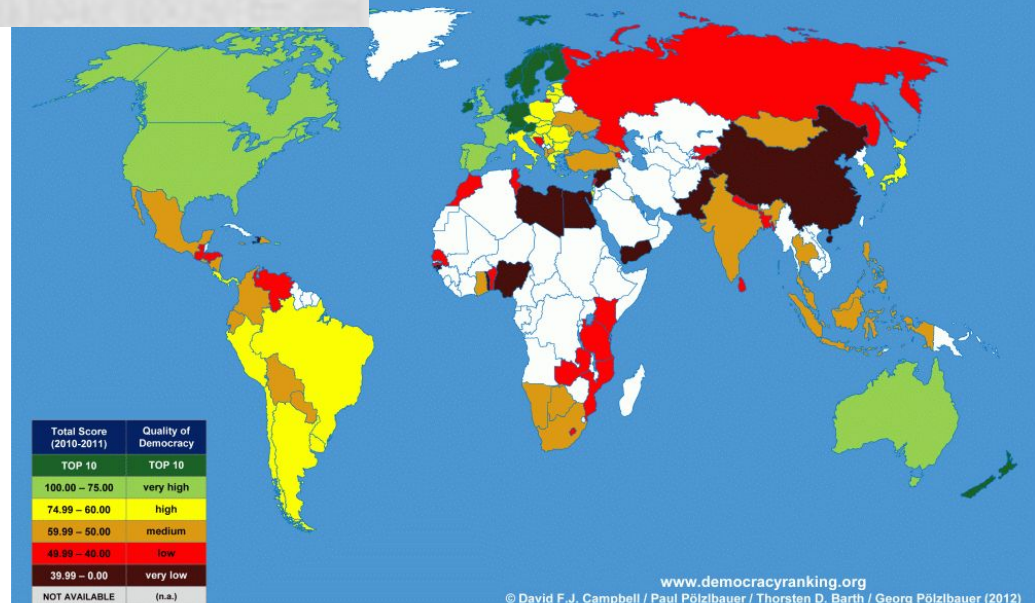 Total Score (2010-2011) Quality of Democracy
TOP 10 TOP 10
100.00 – 75.00 very high
74.99 – 60.00 high
59.99 – 50.00 medium
49.99 – 40.00 low
39.99 – 0.00 very low
NOT AVAILABLE (n.a.)
www.democracyranking.org
© David F.J. Campbell / Paul Pölzlbauer / Thorsten D. Barth / Georg Pölzlbauer (2012)